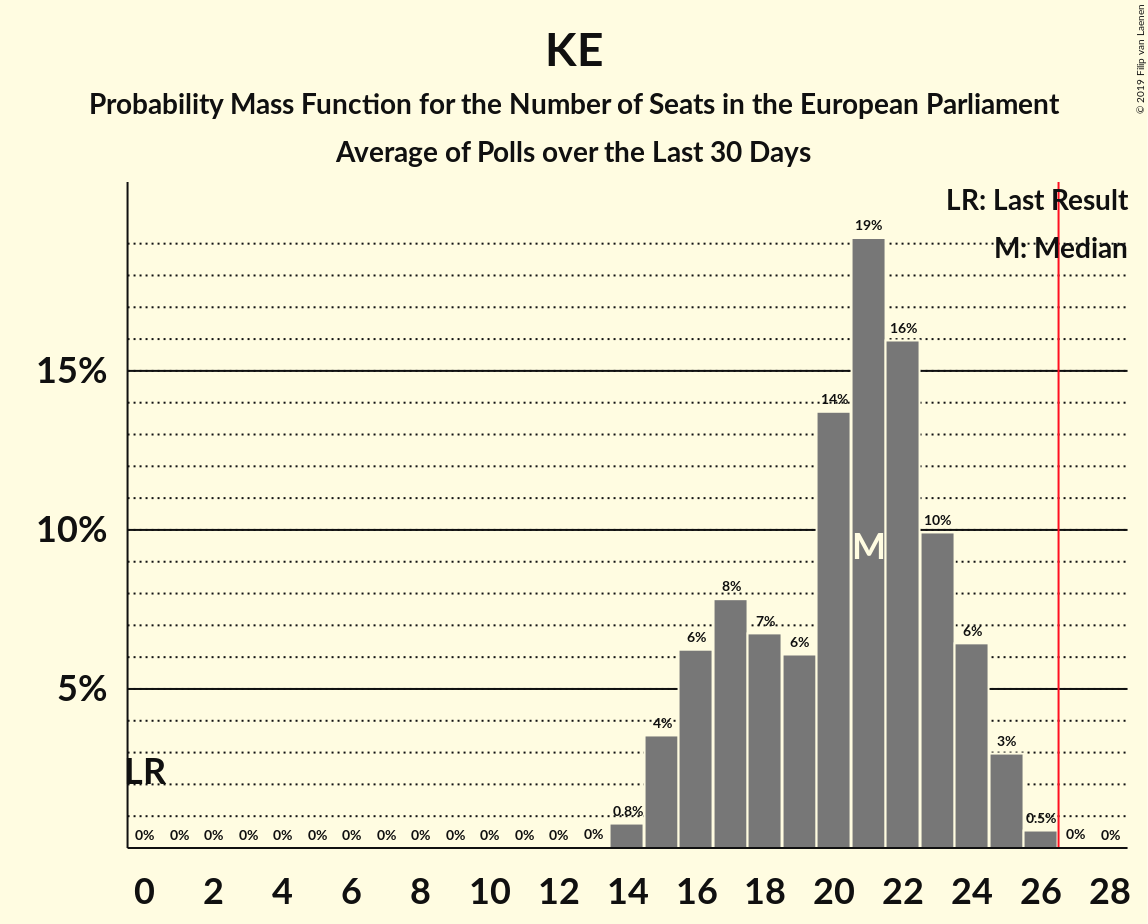 KE
Probability Mass Function for the Number of Seats in the European Parliament
Average of Polls over the Last 30 Days
© 2019 Filip van Laenen
LR: Last Result
M: Median
19%
16%
15%
14%
10%
10%
M
8%
7%
6%
6%
6%
5%
4%
3%
LR
0.8%
0.5%
0% 0% 0% 0% 0% 0% 0% 0% 0% 0% 0% 0% 0% 0% 0% 0%
0 2 4 6 8 10 12 14 16 18 20 22 24 26 28